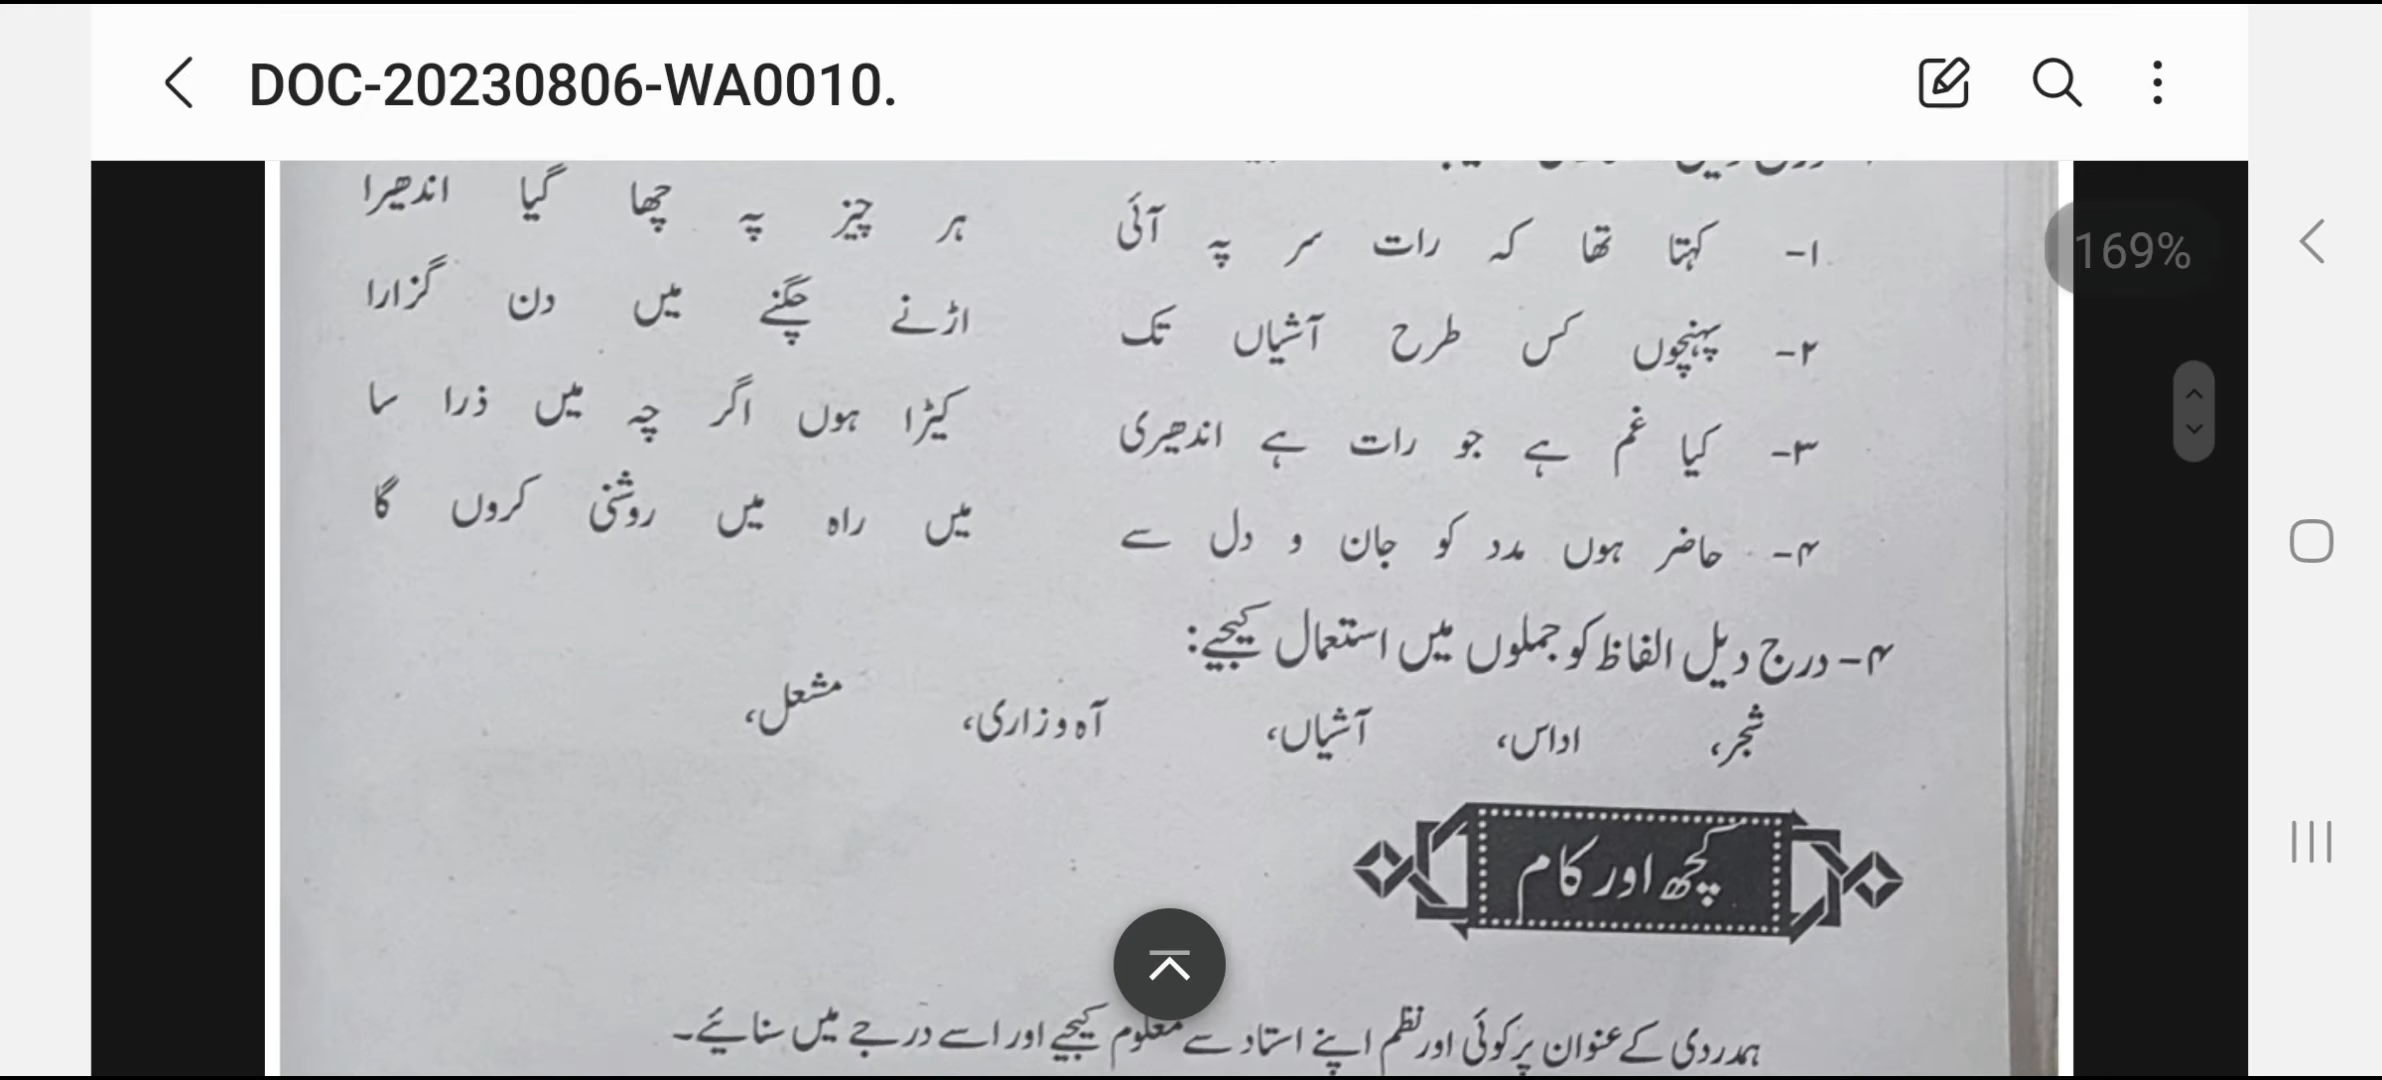 DOC-20230806-WA0010.
169%
۱- کہتا تھا کہ رات سر پہ آئی ہر چیز پہ چھا گیا اندھیرا
۲- پہنچوں کس طرح آشیاں تک اڑنے چگنے میں دن گزارا
۳- کیا غم ہے جو رات ہے اندھیری کیڑا ہوں اگر چہ میں ذرا سا
۴- حاضر ہوں مدد کو جان و دل سے میں راہ میں روشنی کروں گا
۴- درج دیل الفاظ کو جملوں میں استعمال کیجیے:
شجر، اداس، آشیاں، آہ وزاری، مشعل،
کچھ اور کام
ہمدردی کے عنوان پر کوئی اور نظم اپنے استاد سے معلوم کیجیے اور اسے درجے میں سنائیے۔